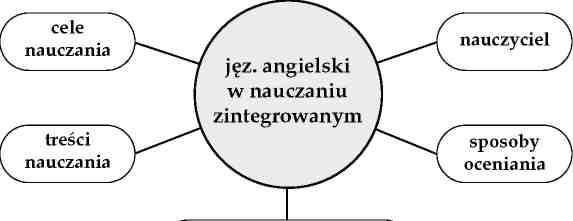 cele
nauczania
jęz. angielski
w nauczaniu
zintegrowanym
nauczyciel
treści
nauczania
sposoby
oceniania